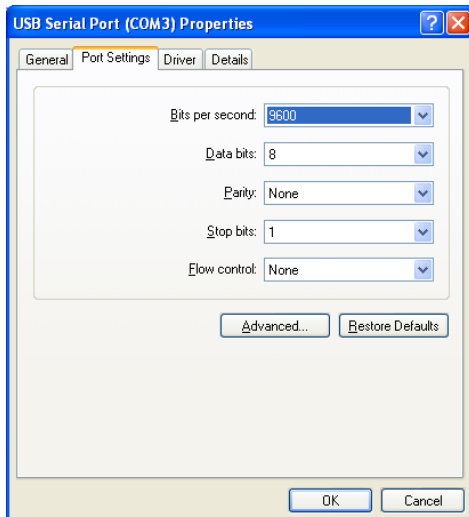 USB Serial Port (COM3) Properties
General Port Settings Driver Details
Bits per second: 9600
Data bits: 8
Parity: None
Stop bits: 1
Flow control: None
Advanced... Restore Defaults
OK Cancel